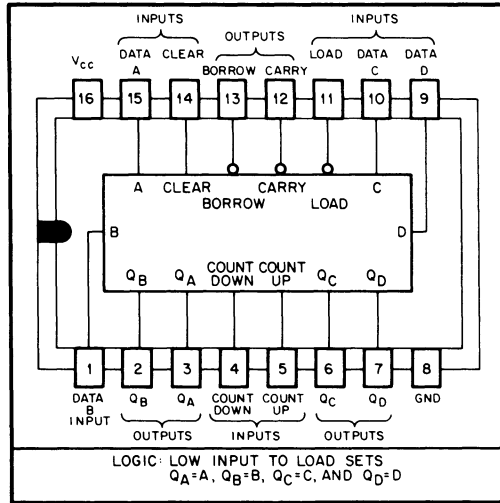 INPUTS OUTPUTS INPUTS
DATA A CLEAR BORROW CARRY LOAD DATA C DATA D
VCC
16 15 14 13 12 11 10 9
A CLEAR BORROW CARRY LOAD C
B D
QB QA COUNT DOWN COUNT UP QC QD
1 2 3 4 5 6 7 8
DATA B INPUT QB QA COUNT DOWN COUNT UP QC QD GND
OUTPUTS INPUTS OUTPUTS
LOGIC: LOW INPUT TO LOAD SETS
QA=A, QB=B, QC=C, AND QD=D